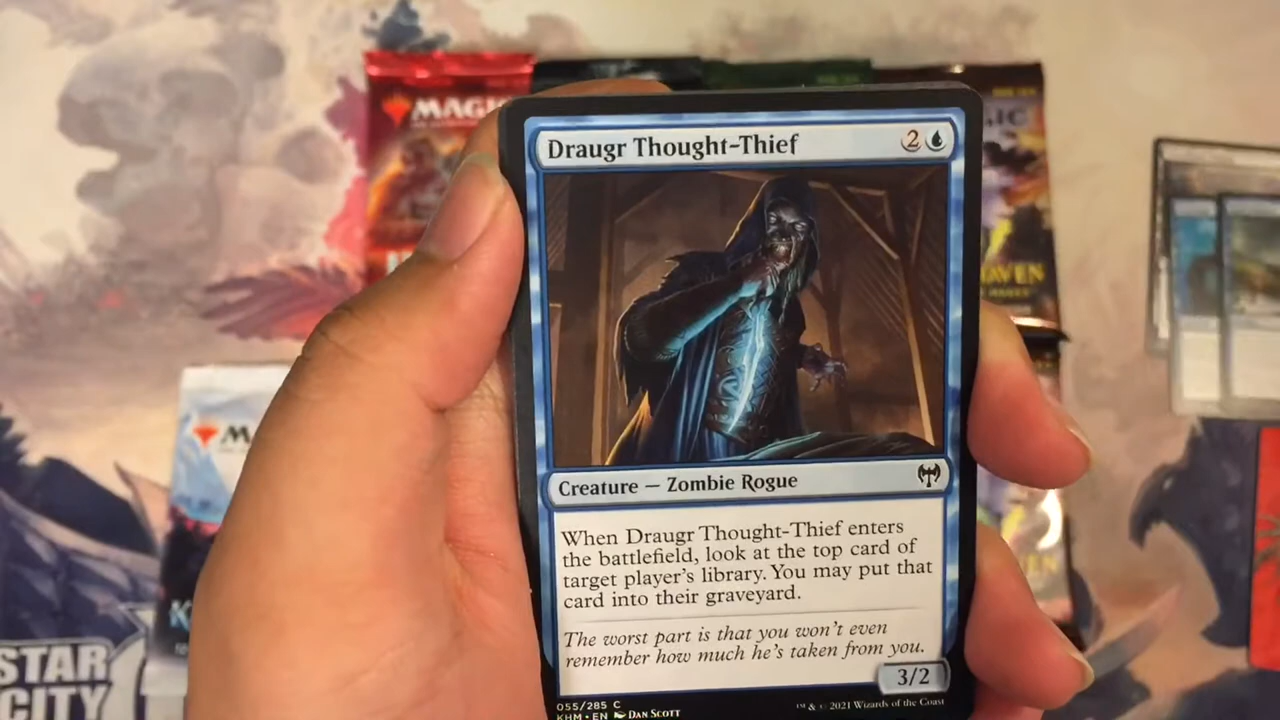 MAGIC
Draugr Thought-Thief
2
Creature — Zombie Rogue
When Draugr Thought-Thief enters
the battlefield, look at the top card of
target player's library. You may put that
card into their graveyard.
The worst part is that you won't even
remember how much he's taken from you.
3/2
055/285 C
KHM • EN DAN SCOTT
™ & © 2021 Wizards of the Coast
GIC
AVEN
M
K
STAR
CITY